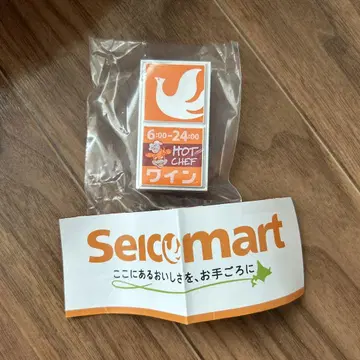 6:00-24:00
HOT
CHEF
ワイン
Seicomart
ここにあるおいしさを、お手ごろに